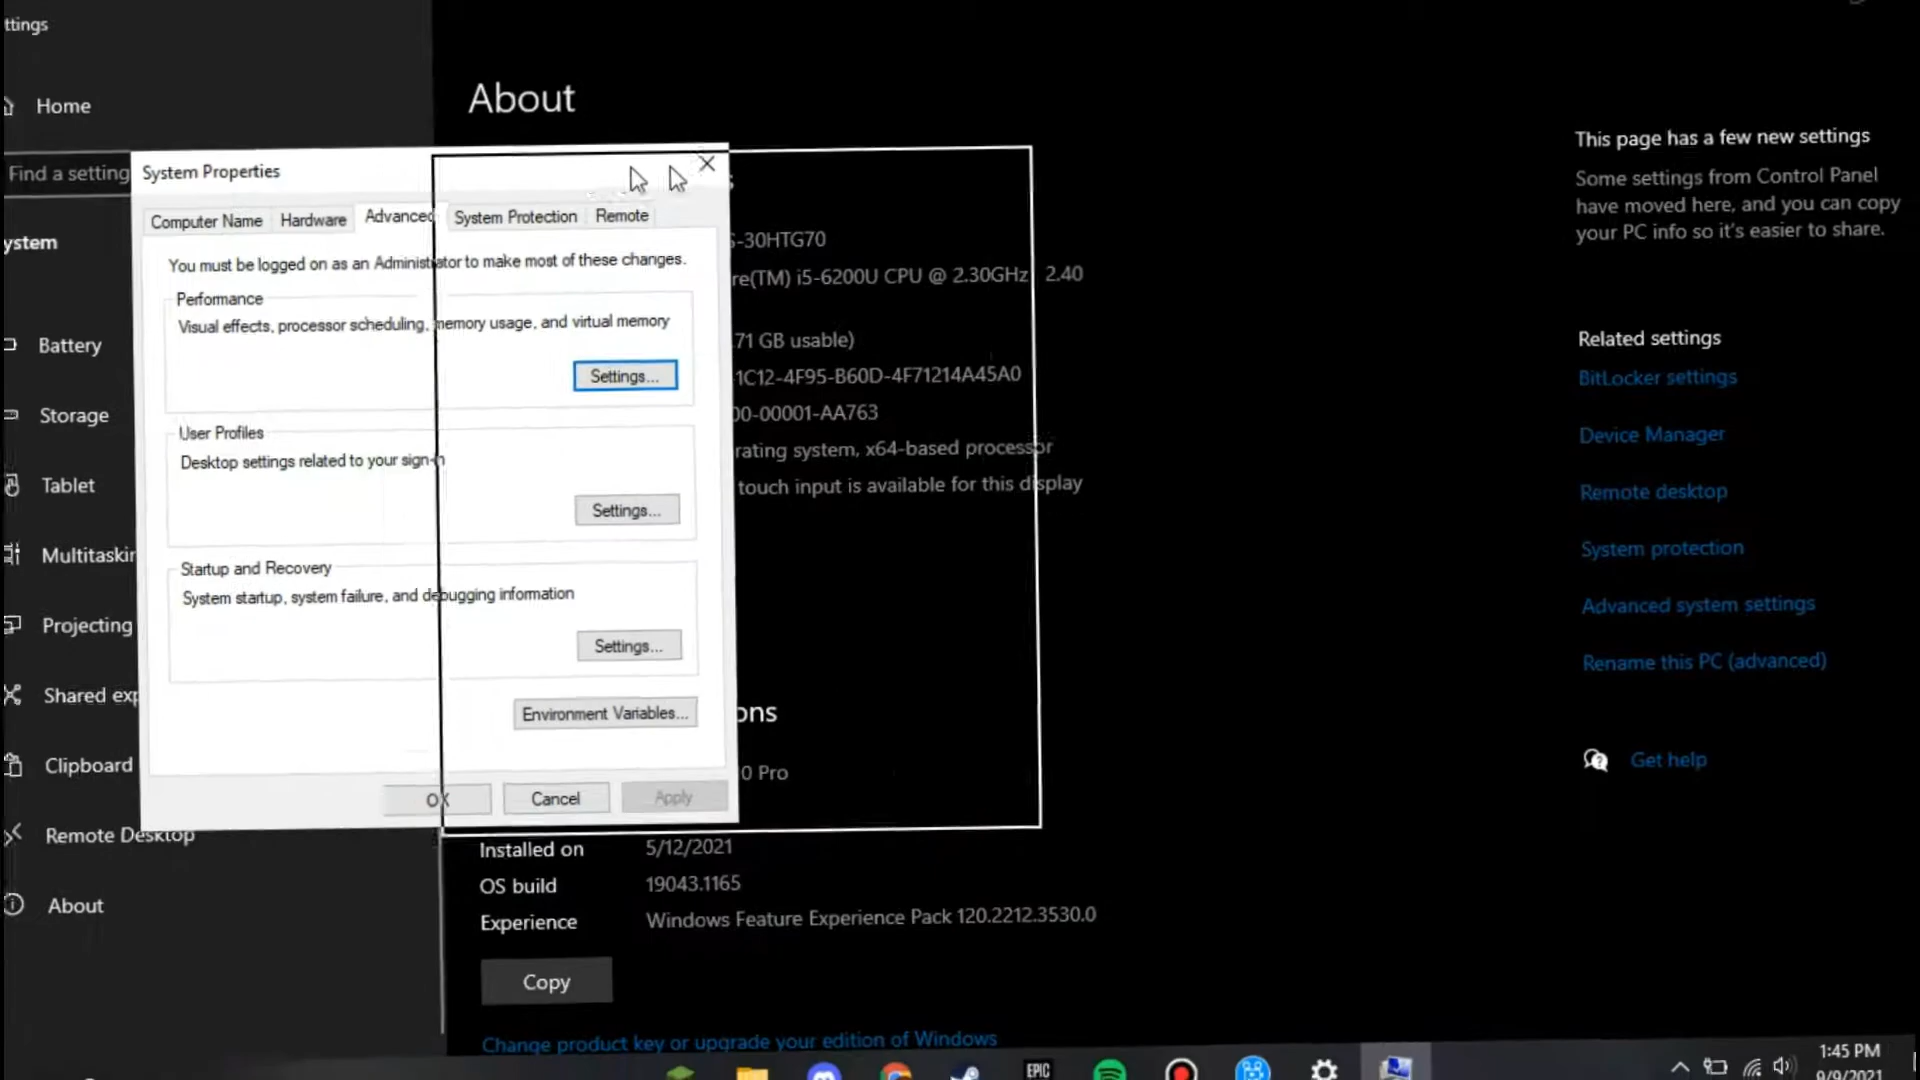 ttings
Home
Find a setting
ystem
Battery
Storage
Tablet
Multitaskin
Projecting
Shared exp
Clipboard
Remote Desktop
About
About
System Properties
Computer Name
Hardware
Advanced
System Protection
Remote
You must be logged on as an Administrator to make most of these changes.
Performance
Visual effects, processor scheduling, memory usage, and virtual memory
Settings...
User Profiles
Desktop settings related to your sign-in
Settings...
Startup and Recovery
System startup, system failure, and debugging information
Settings...
Environment Variables...
OK
Cancel
Apply
-30HTG70
re(TM) i5-6200U CPU @ 2.30GHz 2.40
71 GB usable)
1C12-4F95-B60D-4F71214A45A0
00-00001-AA763
rating system, x64-based processor
touch input is available for this display
ons
0 Pro
Installed on 5/12/2021
OS build 19043.1165
Experience Windows Feature Experience Pack 120.2212.3530.0
Copy
Change product key or upgrade your edition of Windows
This page has a few new settings
Some settings from Control Panel
have moved here, and you can copy
your PC info so it's easier to share.
Related settings
BitLocker settings
Device Manager
Remote desktop
System protection
Advanced system settings
Rename this PC (advanced)
Get help
EPIC
1:45 PM
9/9/2021